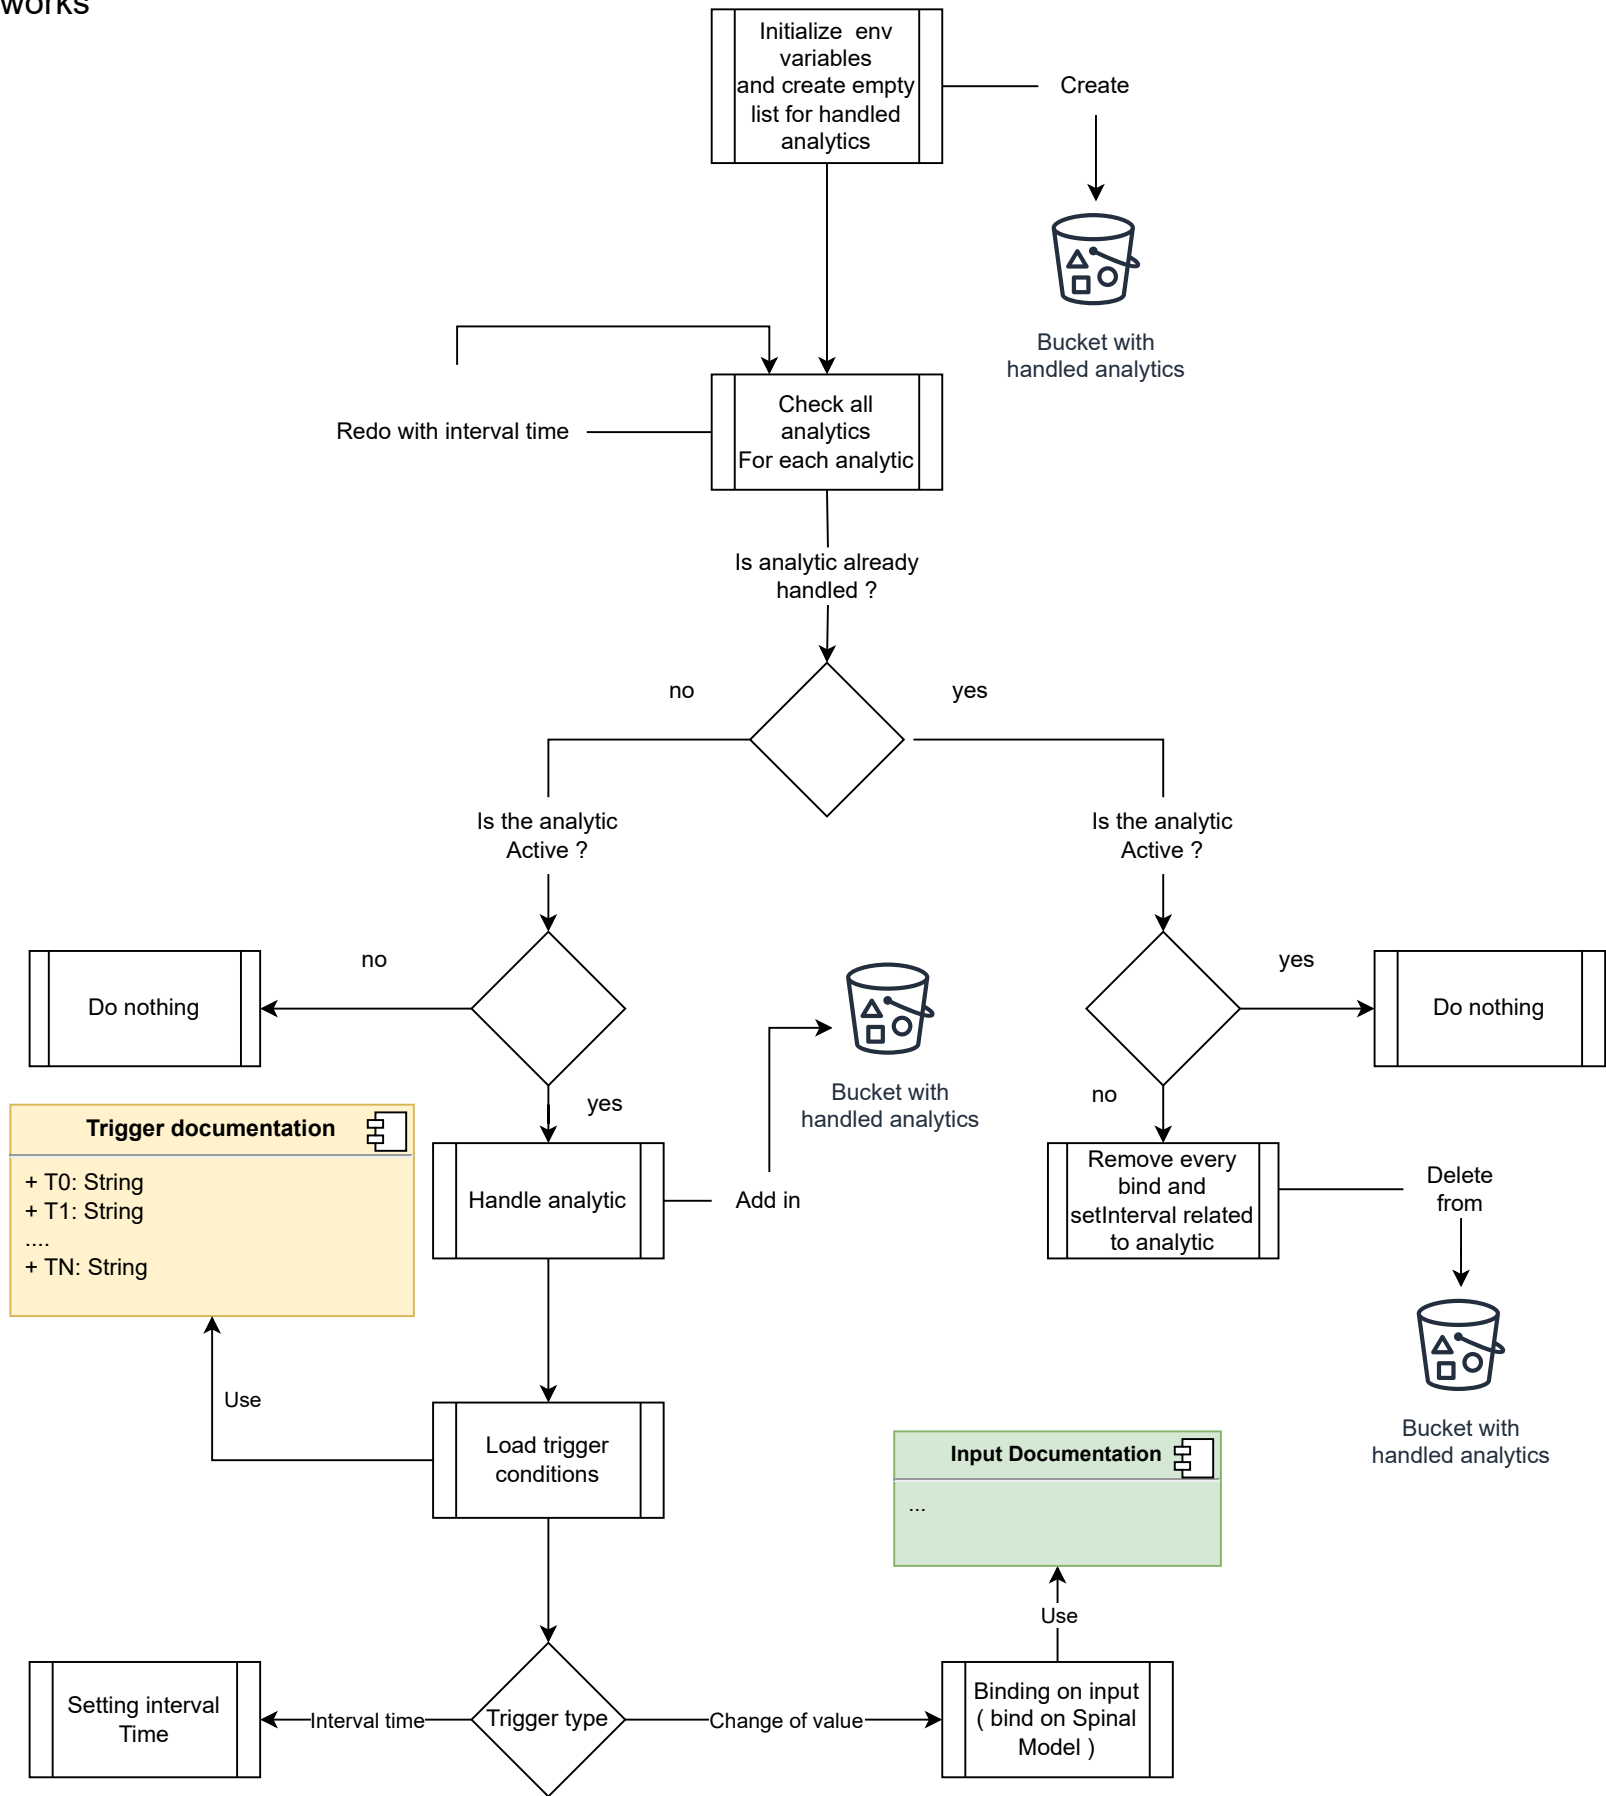 works
Initialize env
variables
and create empty
list for handled
analytics
Create
Bucket with
handled analytics
Redo with interval time
Check all
analytics
For each analytic
Is analytic already
handled ?
no
yes
Is the analytic
Active ?
Is the analytic
Active ?
no
yes
Do nothing
Do nothing
Bucket with
handled analytics
yes
no
Trigger documentation
+ T0: String
+ T1: String
....
+ TN: String
Handle analytic
Add in
Remove every
bind and
setInterval related
to analytic
Delete
from
Bucket with
handled analytics
Use
Load trigger
conditions
Input Documentation
...
Use
Setting interval
Time
Interval time
Trigger type
Change of value
Binding on input
( bind on Spinal
Model )